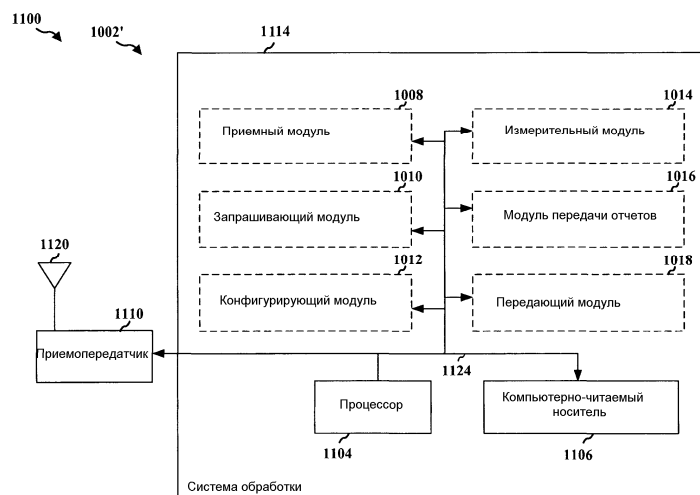 1100
1002'
1114
1008
Приемный модуль
1014
Измерительный модуль
1010
Запрашивающий модуль
1016
Модуль передачи отчетов
1012
Конфигурирующий модуль
1018
Передающий модуль
1120
1110
Приемопередатчик
1124
Процессор
1104
Компьютерно-читаемый
носитель
1106
Система обработки